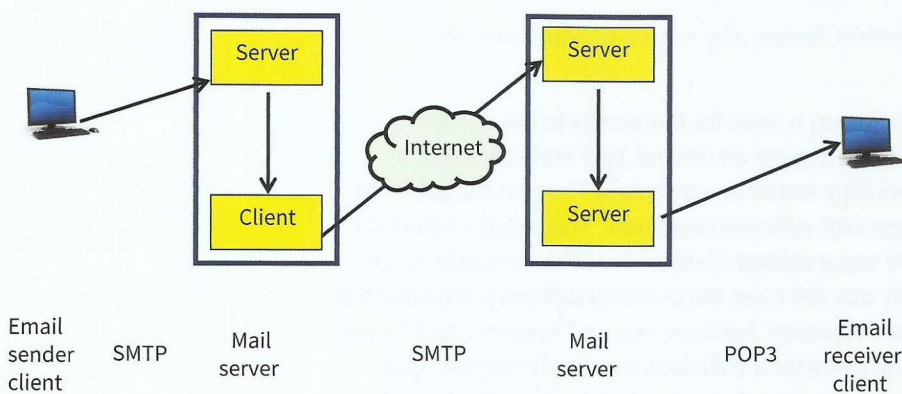 Server
Server
Internet
Client
Server
Email
sender
client
SMTP
Mail
server
SMTP
Mail
server
POP3
Email
receiver
client